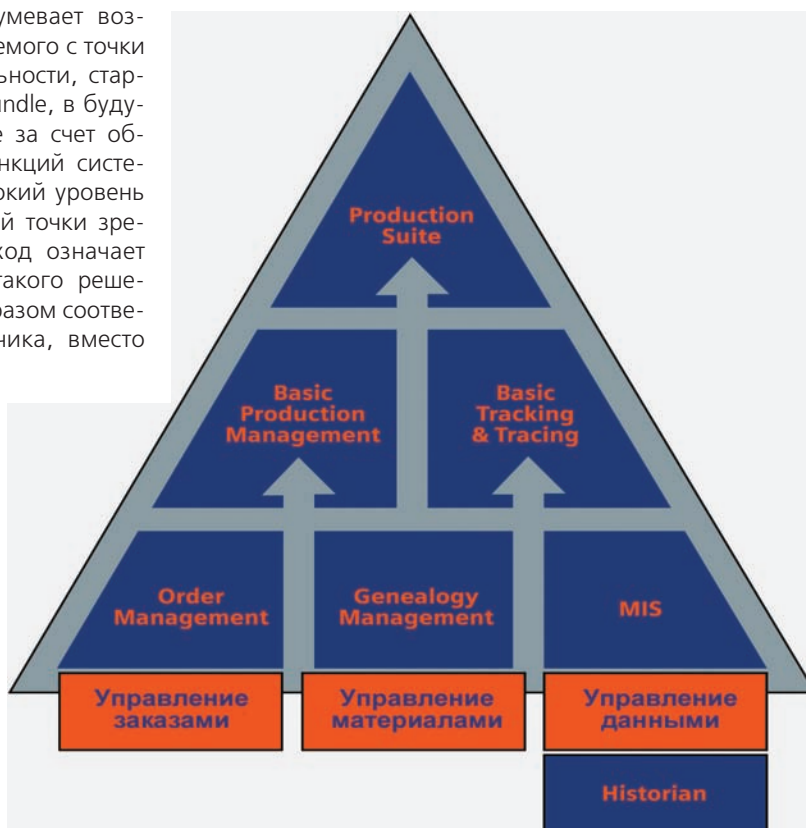 умевает воз-
емого с точки
ьности, стар-
undle, в буду-
е за счет об-
нкций систе-
окий уровень
й точки зре-
ход означает
такого реше-
разом соотве-
ника, вместо
Production
Suite
Basic
Production
Management
Basic
Tracking
& Tracing
Order
Management
Genealogy
Management
MIS
Управление
заказами
Управление
материалами
Управление
данными
Historian